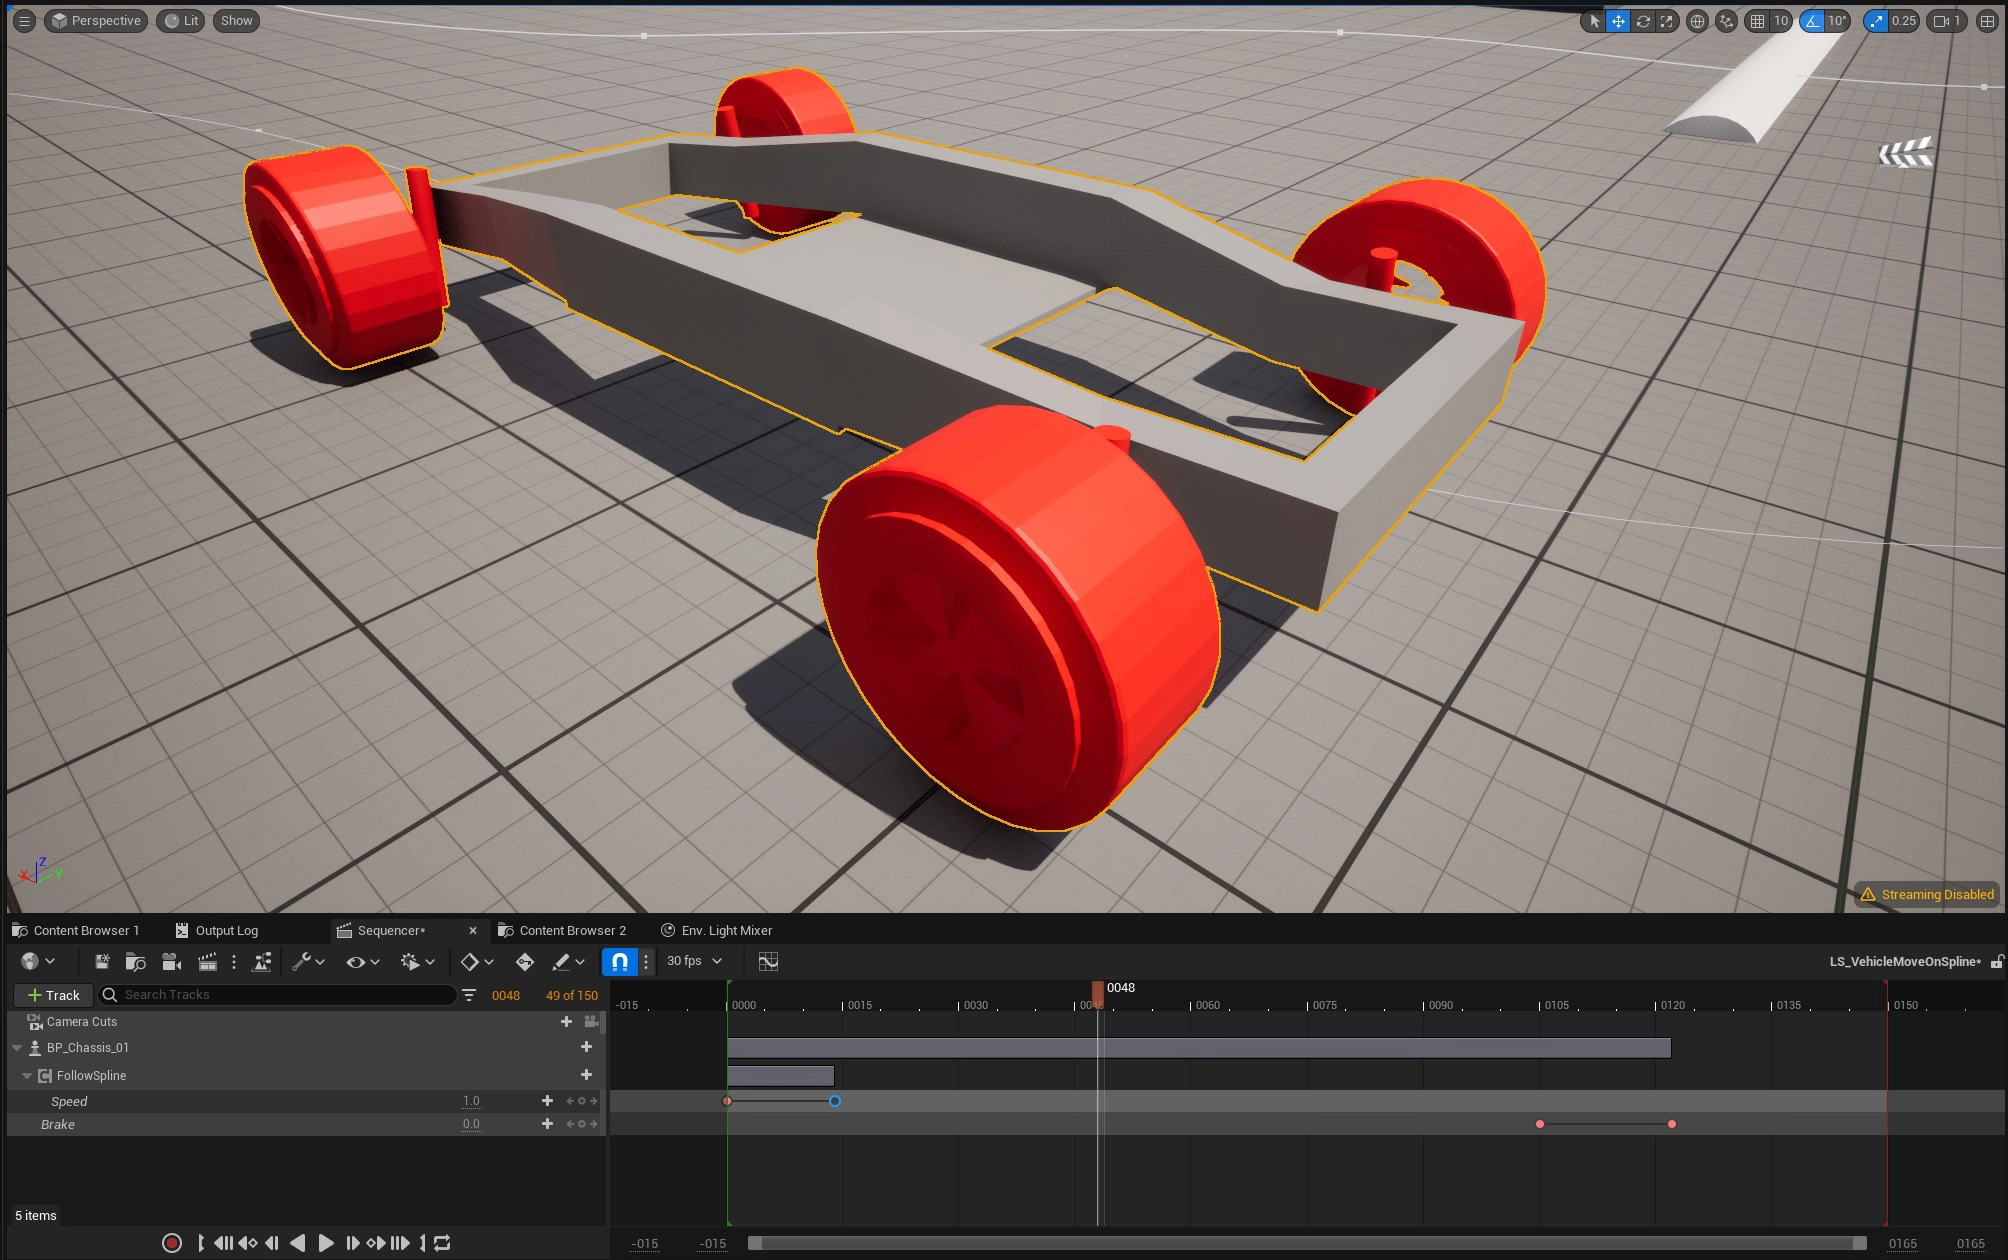 Perspective Lit Show 10 10° 0.25 1
X Z Y
Streaming Disabled
Content Browser 1 Output Log Sequencer* Content Browser 2 Env. Light Mixer
30 fps LS_VehicleMoveOnSpline*
+ Track Search Tracks 0048 49 of 150
0048
-015 0000 0015 0030 0060 0075 0090 0105 0120 0135 0150
Camera Cuts
BP_Chassis_01
FollowSpline
Speed 1.0
Brake 0.0
5 items
-015 -015 0165 0165